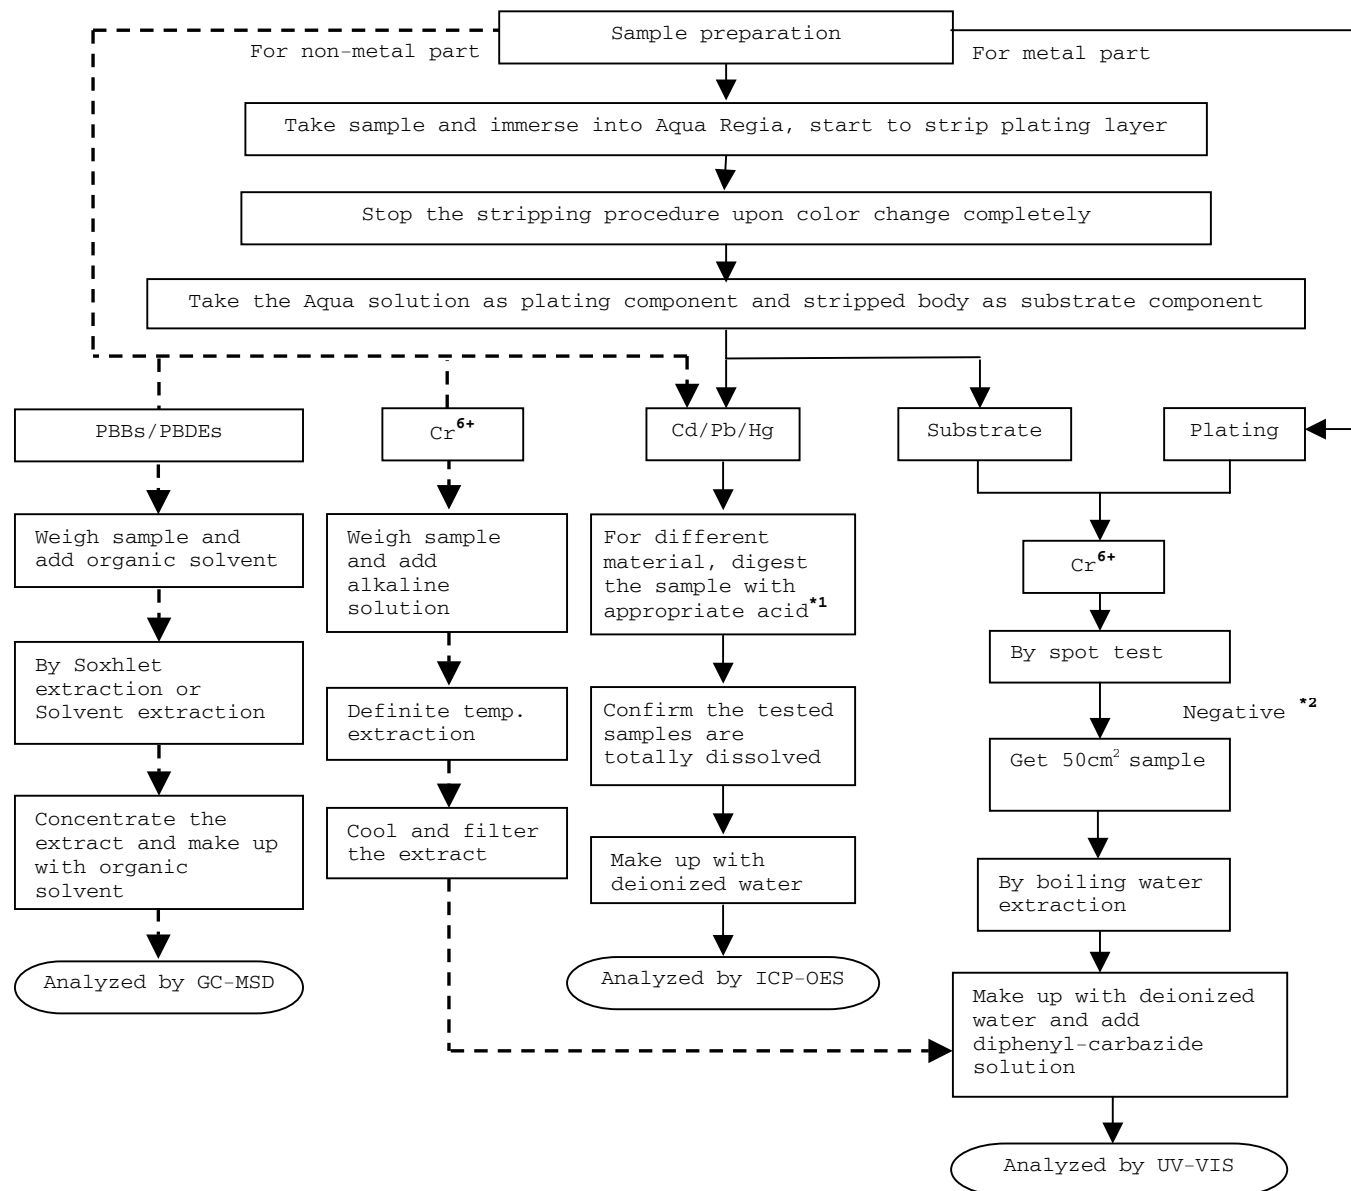 Sample preparation
For non-metal part
For metal part
Take sample and immerse into Aqua Regia, start to strip plating layer
Stop the stripping procedure upon color change completely
Take the Aqua solution as plating component and stripped body as substrate component
PBBs/PBDEs
Cr⁶⁺
Cd/Pb/Hg
Substrate
Plating
Weigh sample and
add organic solvent
By Soxhlet
extraction or
Solvent extraction
Concentrate the
extract and make up
with organic
solvent
Analyzed by GC-MSD
Weigh sample
and add
alkaline
solution
Definite temp.
extraction
Cool and filter
the extract
For different
material, digest
the sample with
appropriate acid*1
Confirm the tested
samples are
totally dissolved
Make up with
deionized water
Analyzed by ICP-OES
Cr⁶⁺
By spot test
Negative *2
Get 50cm² sample
By boiling water
extraction
Make up with deionized
water and add
diphenyl-carbazide
solution
Analyzed by UV-VIS